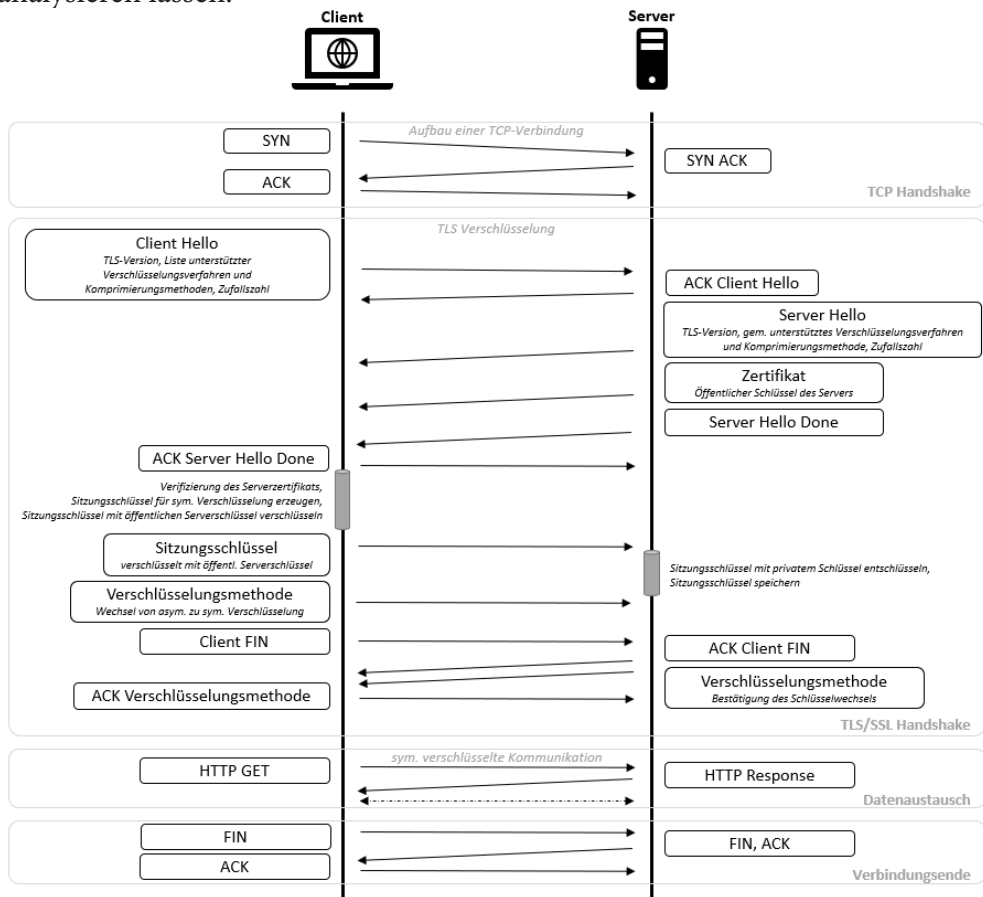 analysieren lassen.
Client
Server
Aufbau einer TCP-Verbindung
SYN
SYN ACK
ACK
TCP Handshake
TLS Verschlüsselung
Client Hello
TLS-Version, Liste unterstützter
Verschlüsselungsverfahren und
Komprimierungsmethoden, Zufallszahl
ACK Client Hello
Server Hello
TLS-Version, gem. unterstütztes Verschlüsselungsverfahren
und Komprimierungsmethode, Zufallszahl
Zertifikat
Öffentlicher Schlüssel des Servers
Server Hello Done
ACK Server Hello Done
Verifizierung des Serverzertifikats,
Sitzungsschlüssel für sym. Verschlüsselung erzeugen,
Sitzungsschlüssel mit öffentlichen Serverschlüssel verschlüsseln
Sitzungsschlüssel
verschlüsselt mit öffentl. Serverschlüssel
Sitzungsschlüssel mit privatem Schlüssel entschlüsseln,
Sitzungsschlüssel speichern
Verschlüsselungsmethode
Wechsel von asym. zu sym. Verschlüsselung
Client FIN
ACK Client FIN
Verschlüsselungsmethode
Bestätigung des Schlüsselwechsels
ACK Verschlüsselungsmethode
TLS/SSL Handshake
sym. verschlüsselte Kommunikation
HTTP GET
HTTP Response
Datenaustausch
FIN
FIN, ACK
ACK
Verbindungsende